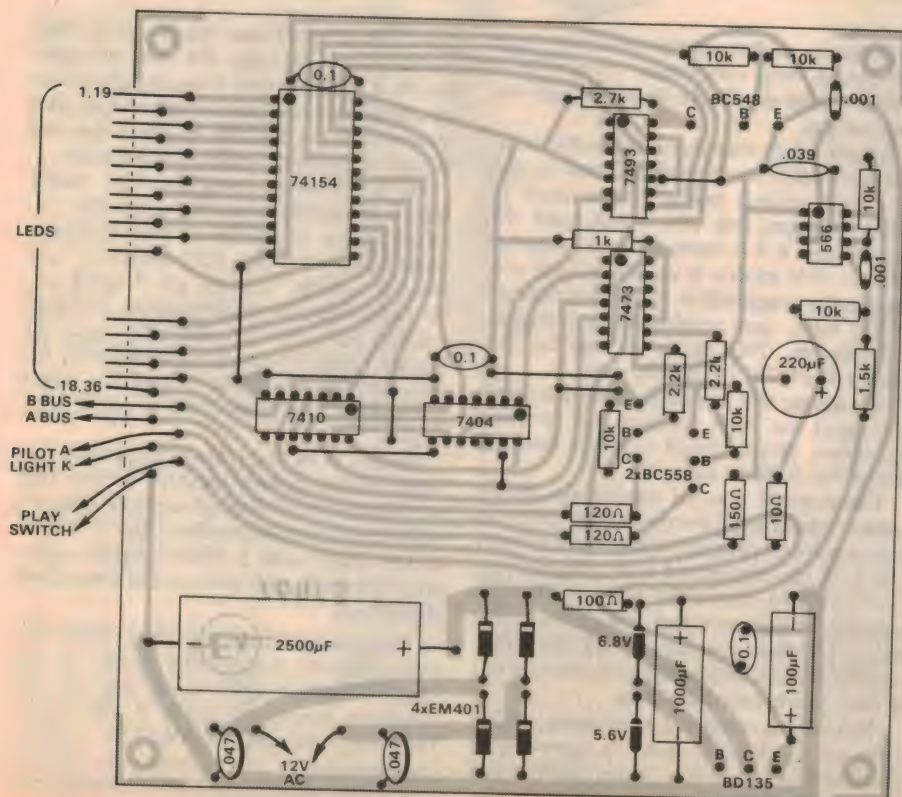 10k
10k
0.1
1.19
2.7k
BC548
.001
C
B
E
7493
.039
74154
10k
LEDS
566
1k
.001
7473
10k
0.1
220µF
+
1.5k
2.2k
2.2k
18,36
B BUS
7410
7404
E
10k
10k
A BUS
B
E
PILOT A
LIGHT K
C
B
2xBC558
C
PLAY
SWITCH
120Ω
150Ω
10Ω
120Ω
100Ω
- 2500µF +
6.8V
+ 1000µF -
0.1
- 100µF +
4xEM401
.047
12V
AC
.047
5.6V
B
C
E
BD135